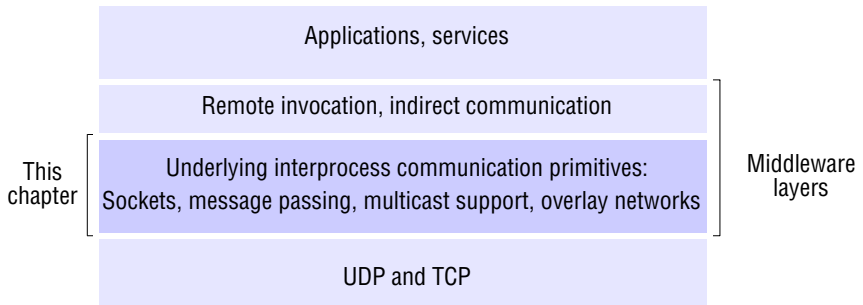 Applications, services
Remote invocation, indirect communication
This
chapter
Underlying interprocess communication primitives:
Sockets, message passing, multicast support, overlay networks
Middleware
layers
UDP and TCP